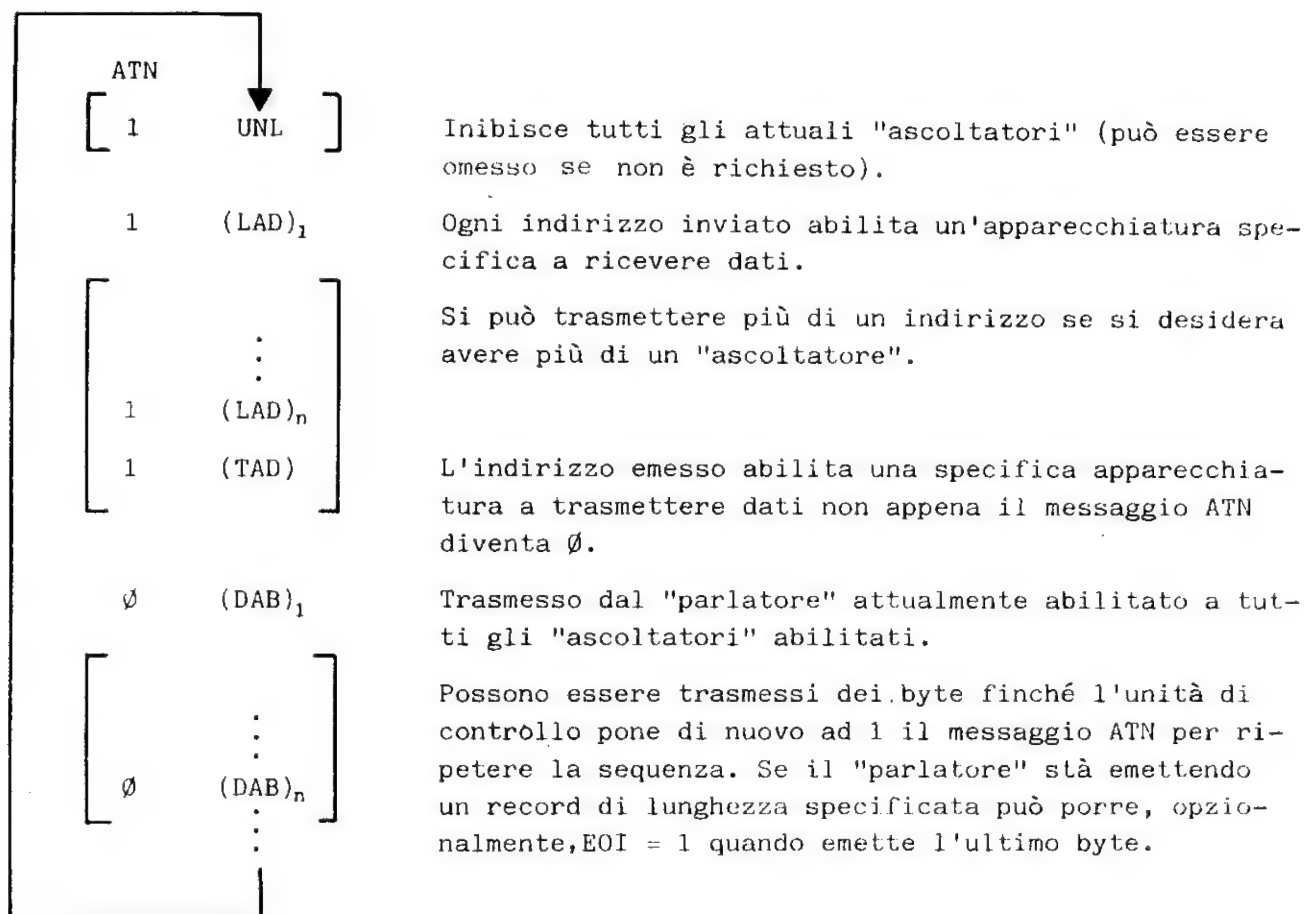 ATN
1 UNL Inibisce tutti gli attuali "ascoltatori" (può essere
omesso se non è richiesto).
1 (LAD)₁ Ogni indirizzo inviato abilita un'apparecchiatura spe-
cifica a ricevere dati.
Si può trasmettere più di un indirizzo se si desidera
avere più di un "ascoltatore".
1 (LAD)ₙ
1 (TAD) L'indirizzo emesso abilita una specifica apparecchia-
tura a trasmettere dati non appena il messaggio ATN
diventa Ø.
Ø (DAB)₁ Trasmesso dal "parlatore" attualmente abilitato a tut-
ti gli "ascoltatori" abilitati.
Possono essere trasmessi dei byte finché l'unità di
controllo pone di nuovo ad 1 il messaggio ATN per ri-
petere la sequenza. Se il "parlatore" stà emettendo
Ø (DAB)ₙ un record di lunghezza specificata può porre, opzio-
nalmente, EOI = 1 quando emette l'ultimo byte.